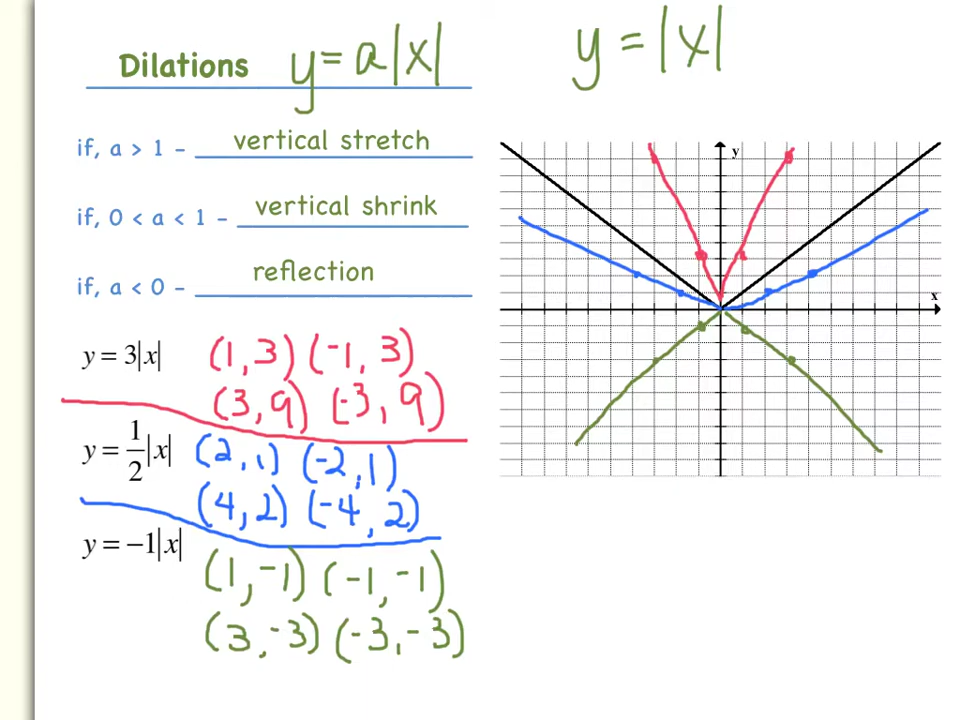 Dilations y = a|x|
y = |x|
if, a > 1 - vertical stretch
if, 0 < a < 1 - vertical shrink
if, a < 0 - reflection
y
x
y = 3|x| (1, 3) (-1, 3)
(3, 9) (-3, 9)
y = 1/2|x| (2, 1) (-2, 1)
(4, 2) (-4, 2)
y = -1|x|
(1, -1) (-1, -1)
(3, -3) (-3, -3)